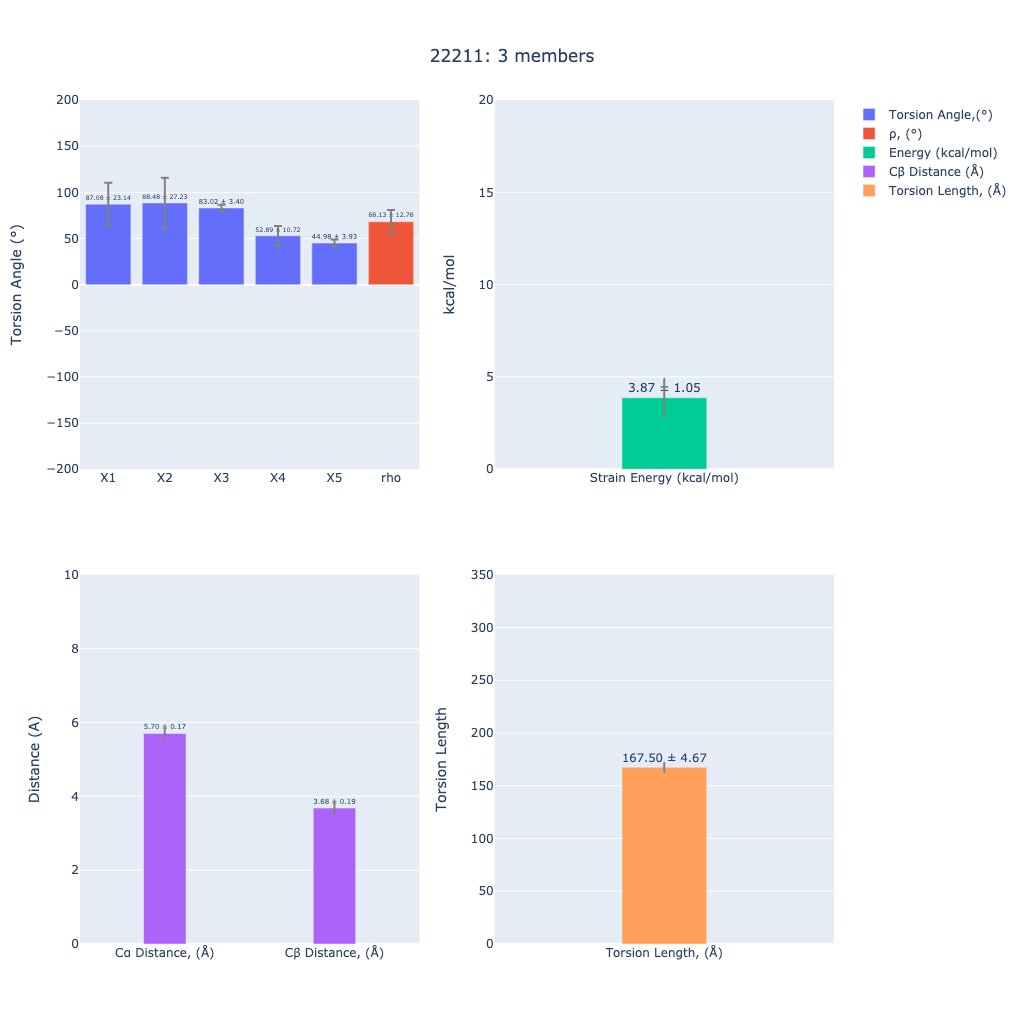 22211: 3 members
200
150
100
50
0
−50
−100
−150
−200
Torsion Angle (°)
87.08 ± 23.14
88.48 ± 27.23
83.02 ± 3.40
52.89 ± 10.72
44.98 ± 3.93
68.13 ± 12.76
X1 X2 X3 X4 X5 rho
20
15
10
5
0
kcal/mol
3.87 ± 1.05
Strain Energy (kcal/mol)
Torsion Angle,(°)
ρ, (°)
Energy (kcal/mol)
Cβ Distance (Å)
Torsion Length, (Å)
10
8
6
4
2
0
Distance (A)
5.70 ± 0.17
3.68 ± 0.19
Cα Distance, (Å) Cβ Distance, (Å)
350
300
250
200
150
100
50
0
Torsion Length
167.50 ± 4.67
Torsion Length, (Å)